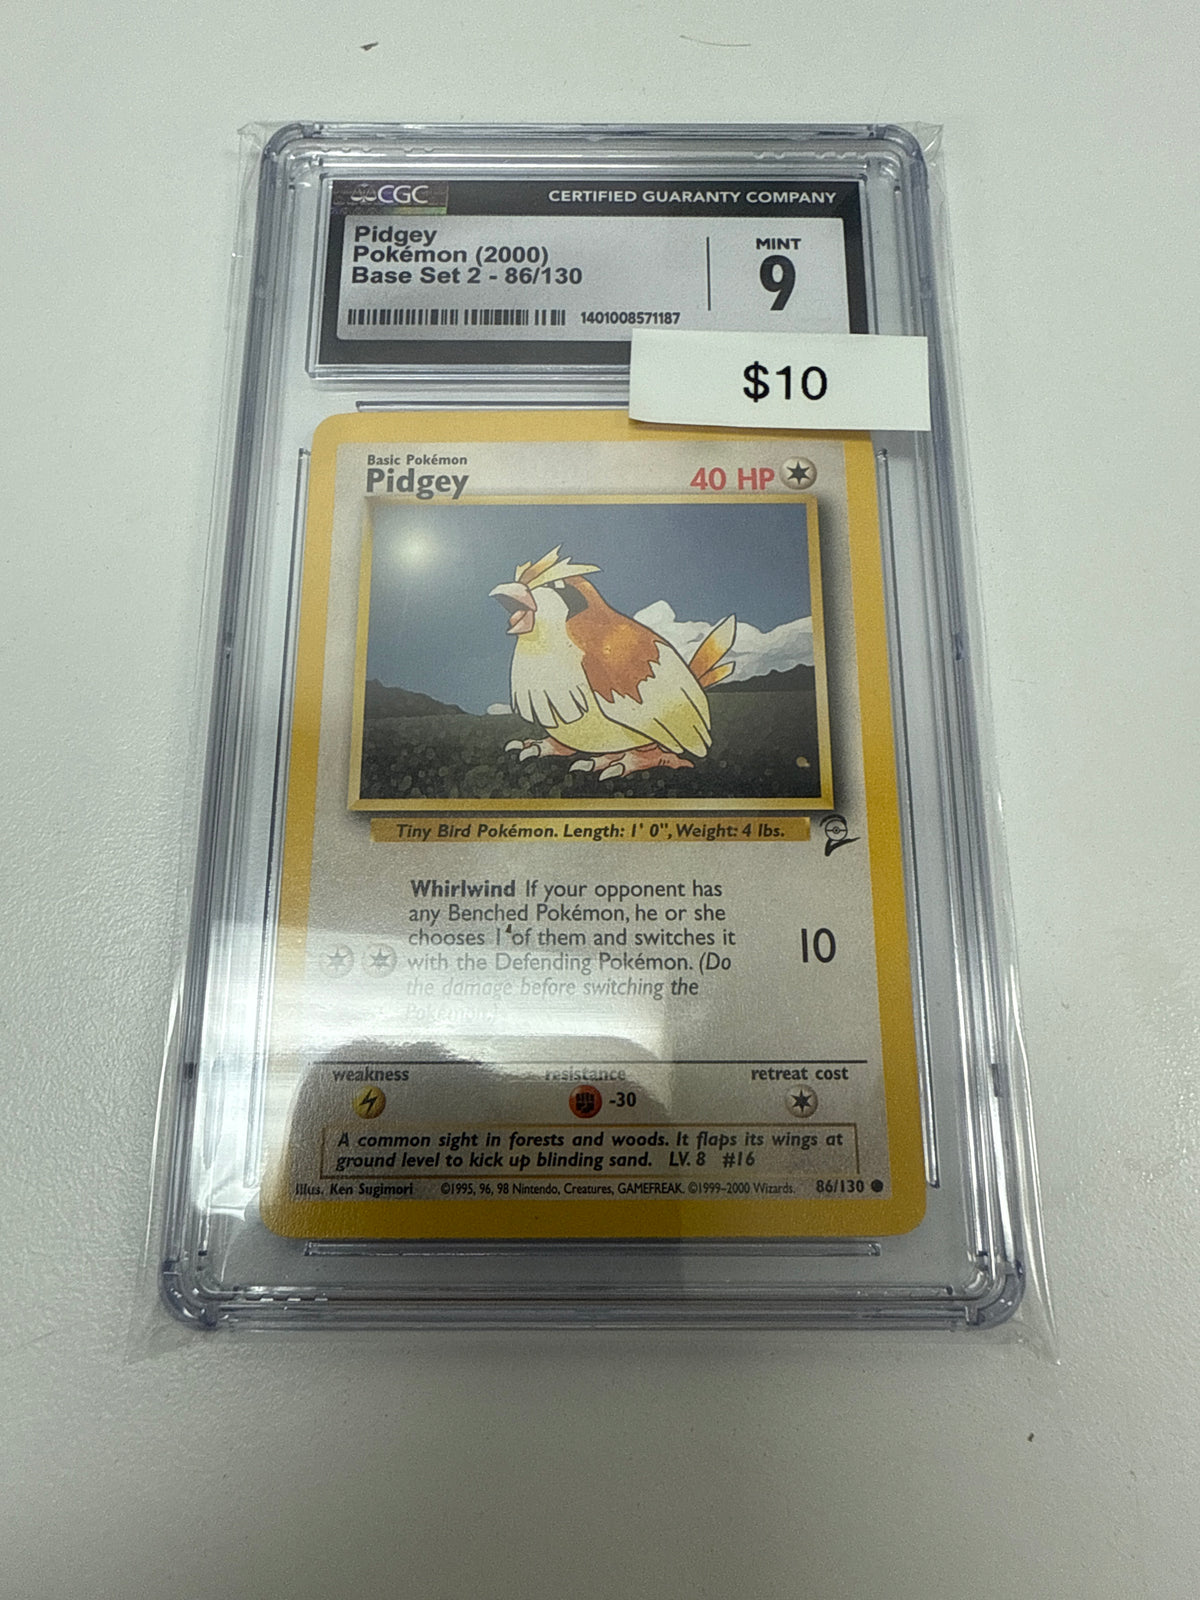 CGC
CERTIFIED GUARANTY COMPANY
Pidgey
Pokémon (2000)
Base Set 2 - 86/130
1401008571187
MINT
9
$10
Basic Pokémon
Pidgey
40 HP
Tiny Bird Pokémon. Length: 1' 0", Weight: 4 lbs.
Whirlwind If your opponent has
any Benched Pokémon, he or she
chooses 1 of them and switches it
with the Defending Pokémon. (Do
the damage before switching the
Pokémon.)
10
weakness
resistance
retreat cost
-30
A common sight in forests and woods. It flaps its wings at
ground level to kick up blinding sand. LV. 8 #16
Illus. Ken Sugimori
©1995, 96, 98 Nintendo, Creatures, GAMEFREAK. ©1999-2000 Wizards.
86/130